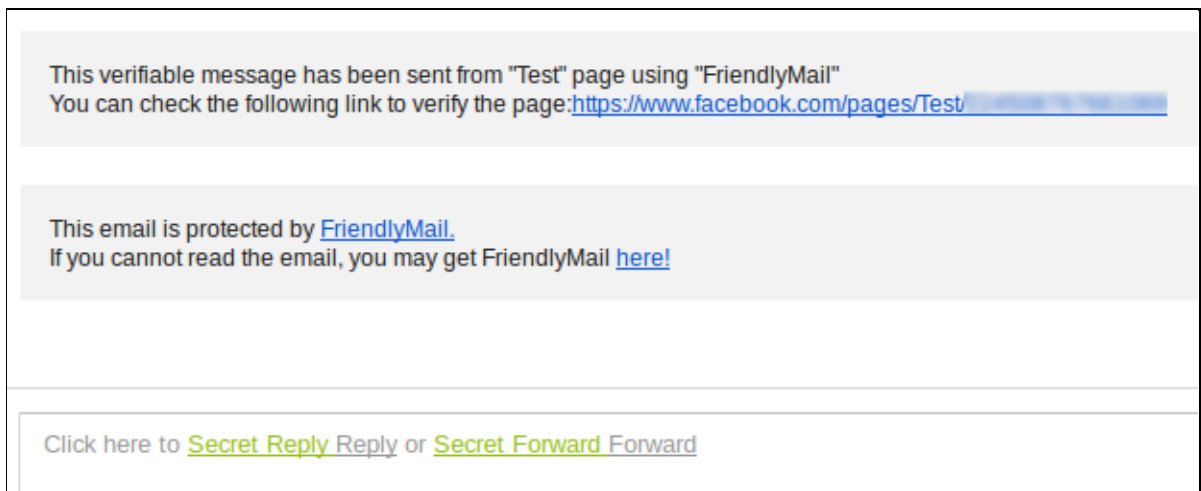 This verifiable message has been sent from "Test" page using "FriendlyMail"
You can check the following link to verify the page:https://www.facebook.com/pages/Test/
This email is protected by FriendlyMail.
If you cannot read the email, you may get FriendlyMail here!
Click here to Secret Reply Reply or Secret Forward Forward